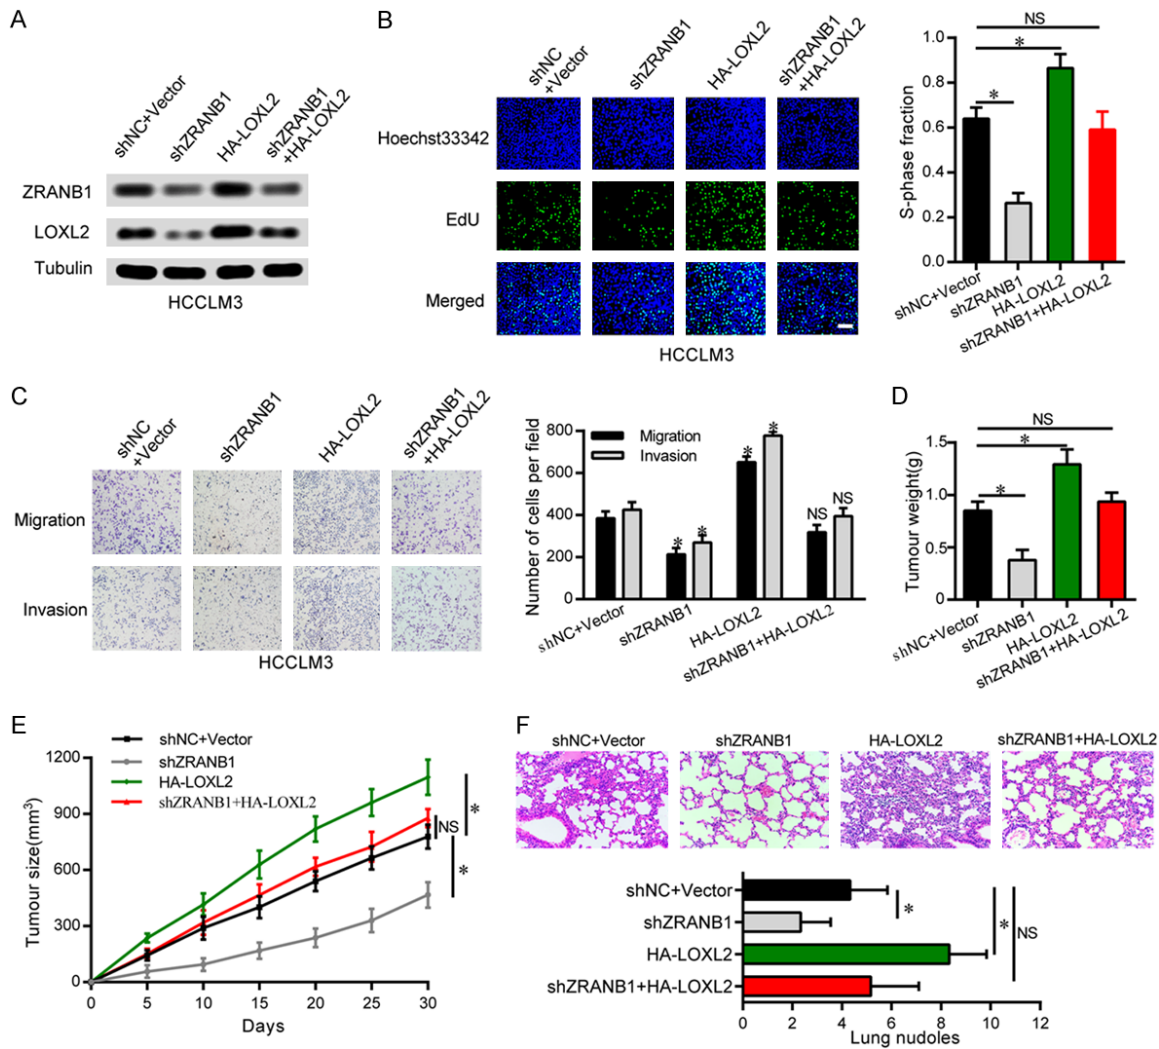 A
shNC+Vector
shZRANB1
HA-LOXL2
shZRANB1
+HA-LOXL2
ZRANB1
LOXL2
Tubulin
HCCLM3
B
shNC
+Vector
shZRANB1
HA-LOXL2
shZRANB1
+HA-LOXL2
Hoechst33342
EdU
Merged
HCCLM3
S-phase fraction
1.0
0.8
0.6
0.4
0.2
0.0
NS
*
*
shNC+Vector
shZRANB1
HA-LOXL2
shZRANB1+HA-LOXL2
C
shNC
+Vector
shZRANB1
HA-LOXL2
shZRANB1
+HA-LOXL2
Migration
Invasion
HCCLM3
Number of cells per field
800
600
400
200
0
Migration
Invasion
*
*
*
*
NS
NS
shNC+Vector
shZRANB1
HA-LOXL2
shZRANB1+HA-LOXL2
D
Tumour weight(g)
1.5
1.0
0.5
0.0
NS
*
*
shNC+Vector
shZRANB1
HA-LOXL2
shZRANB1+HA-LOXL2
E
shNC+Vector
shZRANB1
HA-LOXL2
shZRANB1+HA-LOXL2
Tumour size(mm³)
1200
900
600
300
0
*
NS
*
0 5 10 15 20 25 30
Days
F
shNC+Vector shZRANB1 HA-LOXL2 shZRANB1+HA-LOXL2
shNC+Vector
shZRANB1
HA-LOXL2
shZRANB1+HA-LOXL2
*
*
NS
0 2 4 6 8 10 12
Lung nudoles